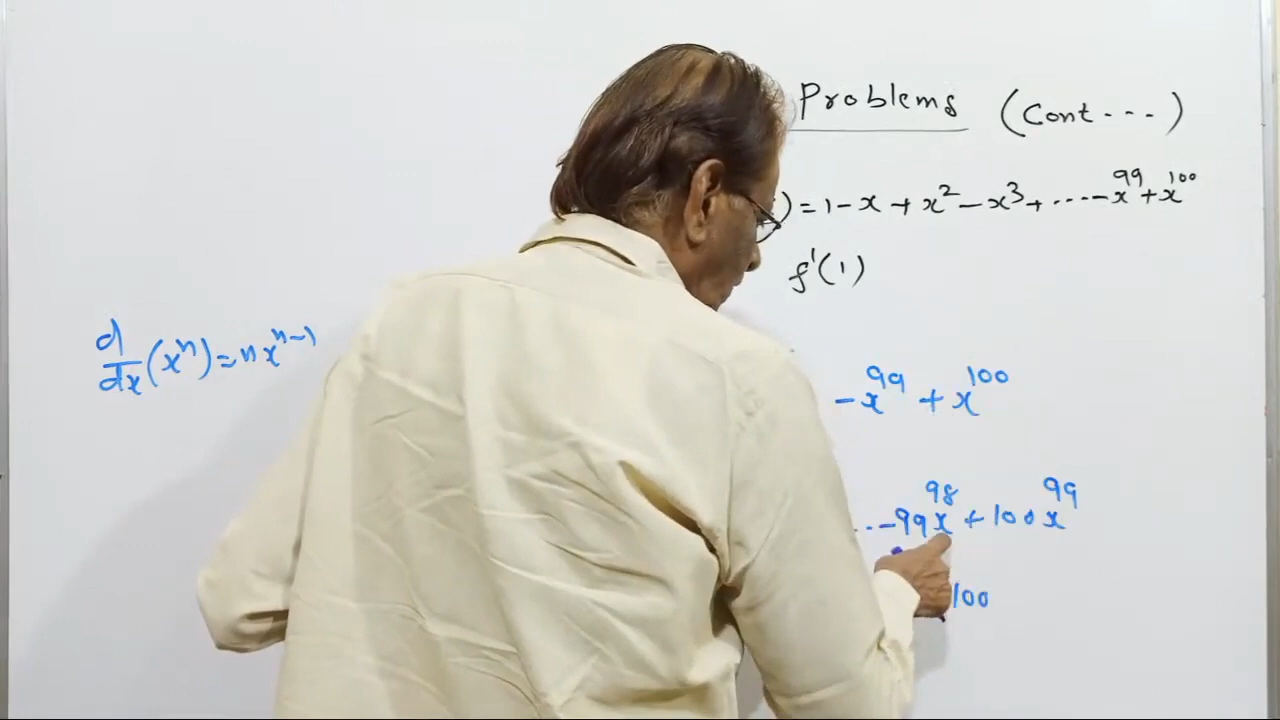 Problems (Cont...)
) = 1 - x + x² - x³ + ..... - x⁹⁹ + x¹⁰⁰
f'(1)
d/dx (xⁿ) = n xⁿ⁻¹
- x⁹⁹ + x¹⁰⁰
.. - 99x⁹⁸ + 100x⁹⁹
100